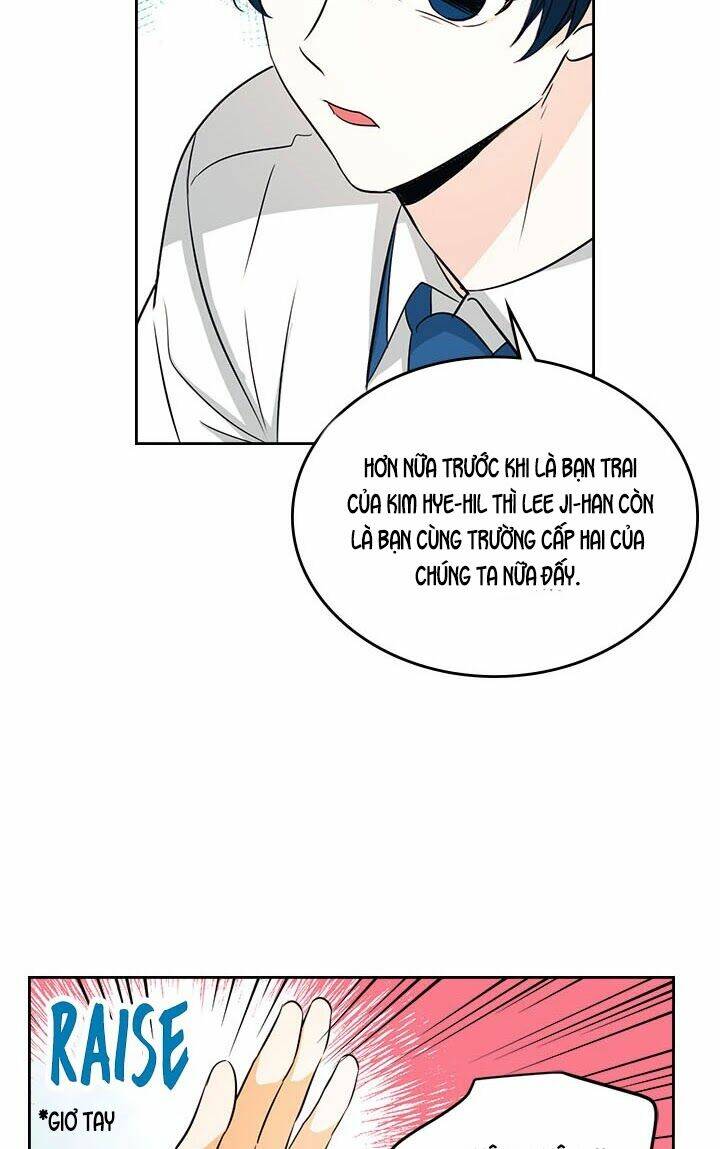 HƠN NỮA TRƯỚC KHI LÀ BẠN TRAI
CỦA KIM HYE-HIL THÌ LEE JI-HAN CÒN
LÀ BẠN CÙNG TRƯỜNG CẤP HAI CỦA
CHÚNG TA NỮA ĐẤY.
RAISE
*GIƠ TAY